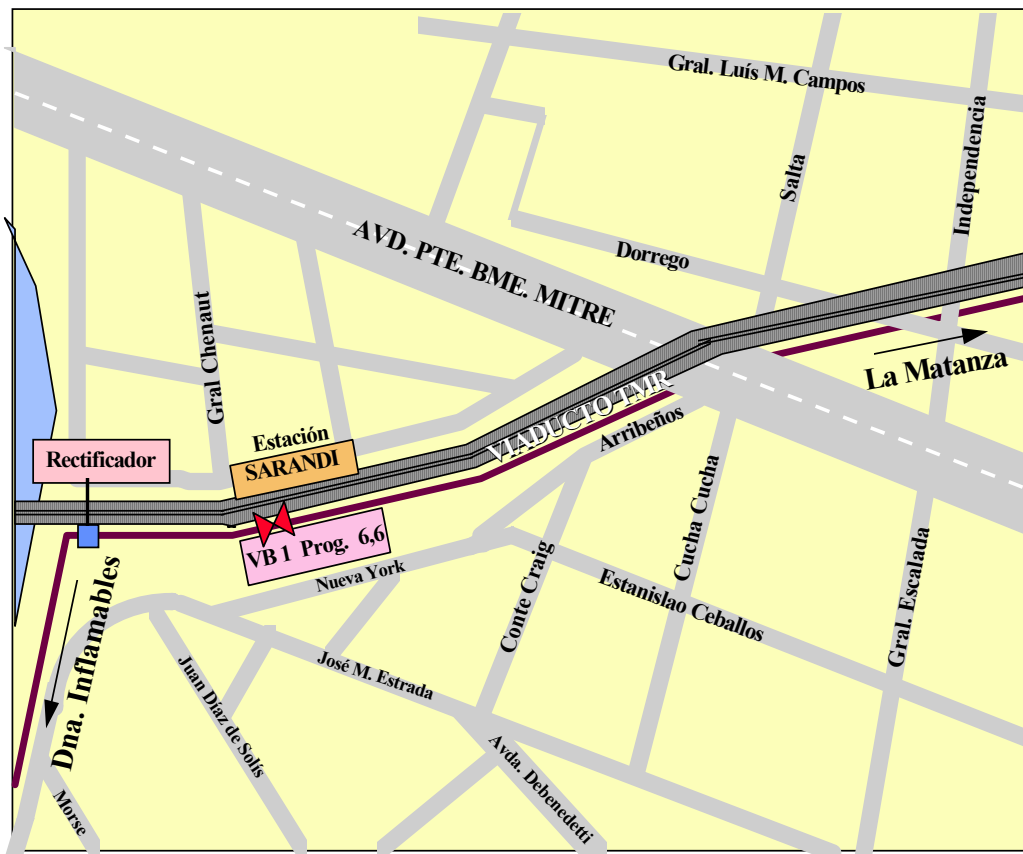 Gral. Luís M. Campos
Independencia
Salta
AVD. PTE. BME. MITRE
Dorrego
Gral Chenaut
La Matanza
VIADUCTO TMR
Arribeños
Estación
SARANDI
Rectificador
VB 1 Prog. 6,6
Nueva York
Cucha Cucha
Conte Craig
Estanislao Ceballos
Gral. Escalada
Dna. Inflamables
José M. Estrada
Juan Díaz de Solís
Avda. Debenedetti
Morse